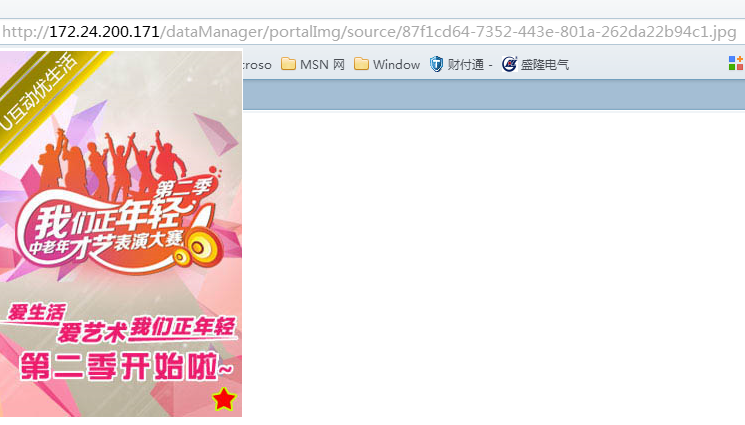 http://172.24.200.171/dataManager/portalImg/source/87f1cd64-7352-443e-801a-262da22b94c1.jpg
croso MSN 网 Window 财付通 - 盛隆电气
U互动优生活
第二季
我们正年轻
中老年才艺表演大赛
爱生活
爱艺术我们正年轻
第二季开始啦~